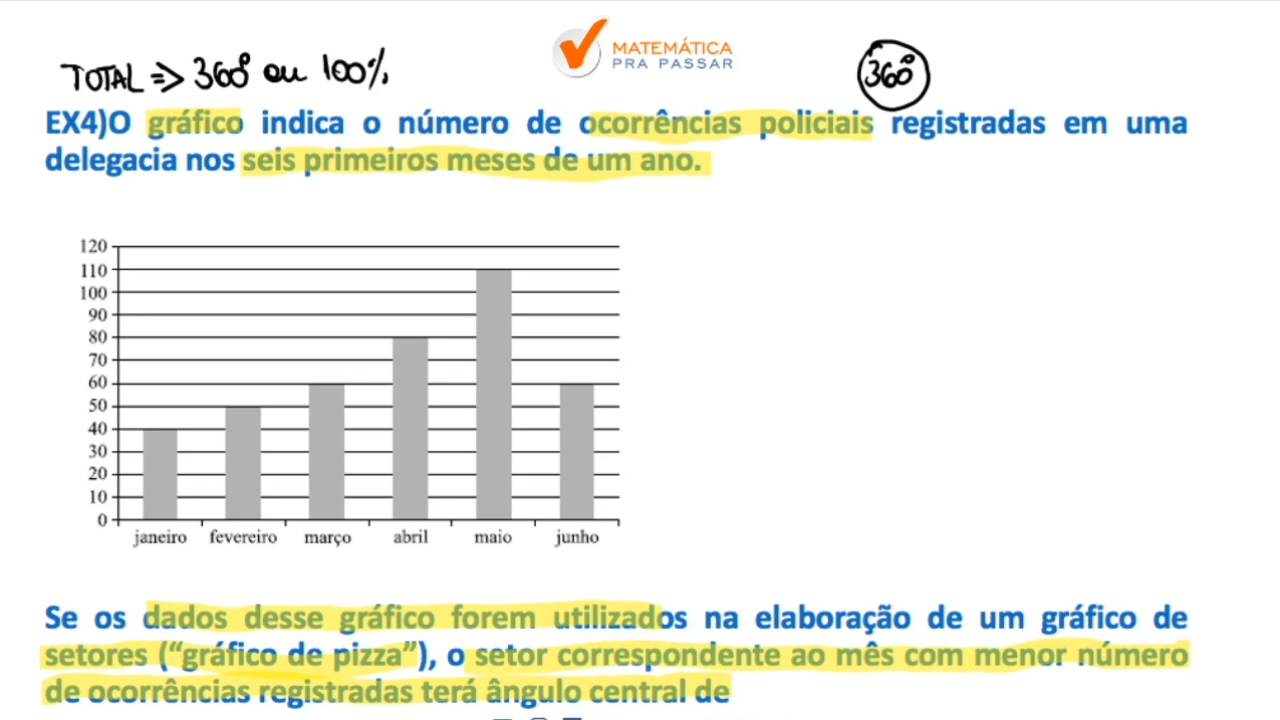 MATEMÁTICA
PRA PASSAR
TOTAL => 360° ou 100%
360°
EX4)O gráfico indica o número de ocorrências policiais registradas em uma
delegacia nos seis primeiros meses de um ano.
120
110
100
90
80
70
60
50
40
30
20
10
0
janeiro fevereiro março abril maio junho
Se os dados desse gráfico forem utilizados na elaboração de um gráfico de
setores (“gráfico de pizza”), o setor correspondente ao mês com menor número
de ocorrências registradas terá ângulo central de